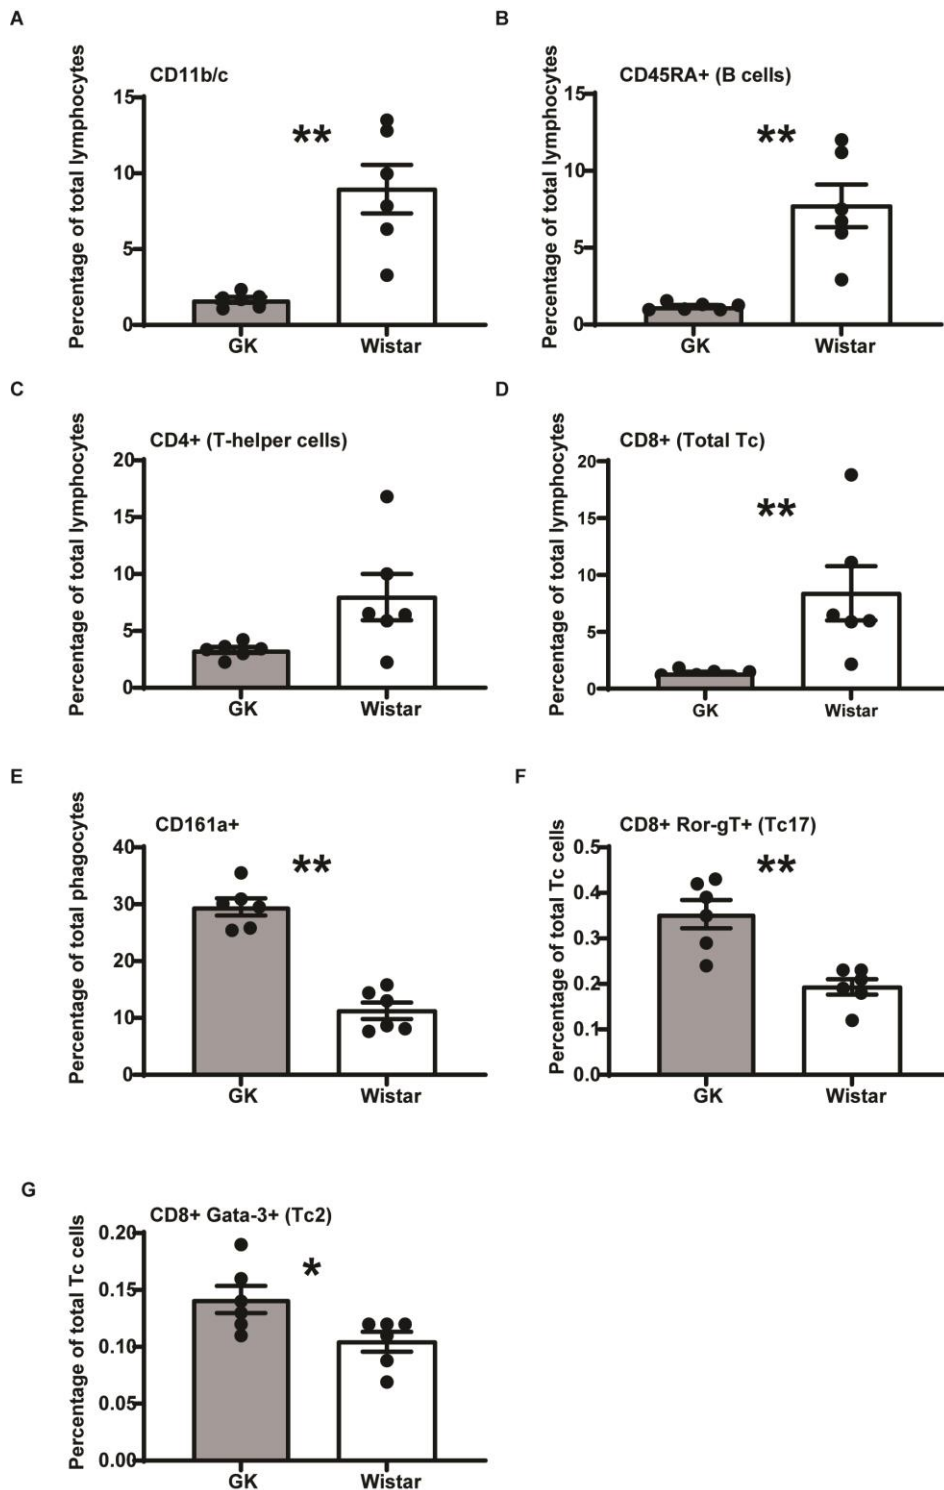 A
CD11b/c
Percentage of total lymphocytes
15
10
5
0
**
GK
Wistar
B
CD45RA+ (B cells)
Percentage of total lymphocytes
15
10
5
0
**
GK
Wistar
C
CD4+ (T-helper cells)
Percentage of total lymphocytes
20
15
10
5
0
GK
Wistar
D
CD8+ (Total Tc)
Percentage of total lymphocytes
20
15
10
5
0
**
GK
Wistar
E
CD161a+
Percentage of total phagocytes
40
30
20
10
0
**
GK
Wistar
F
CD8+ Ror-gT+ (Tc17)
Percentage of total Tc cells
0.5
0.4
0.3
0.2
0.1
0.0
**
GK
Wistar
G
CD8+ Gata-3+ (Tc2)
Percentage of total Tc cells
0.20
0.15
0.10
0.05
0.00
*
GK
Wistar